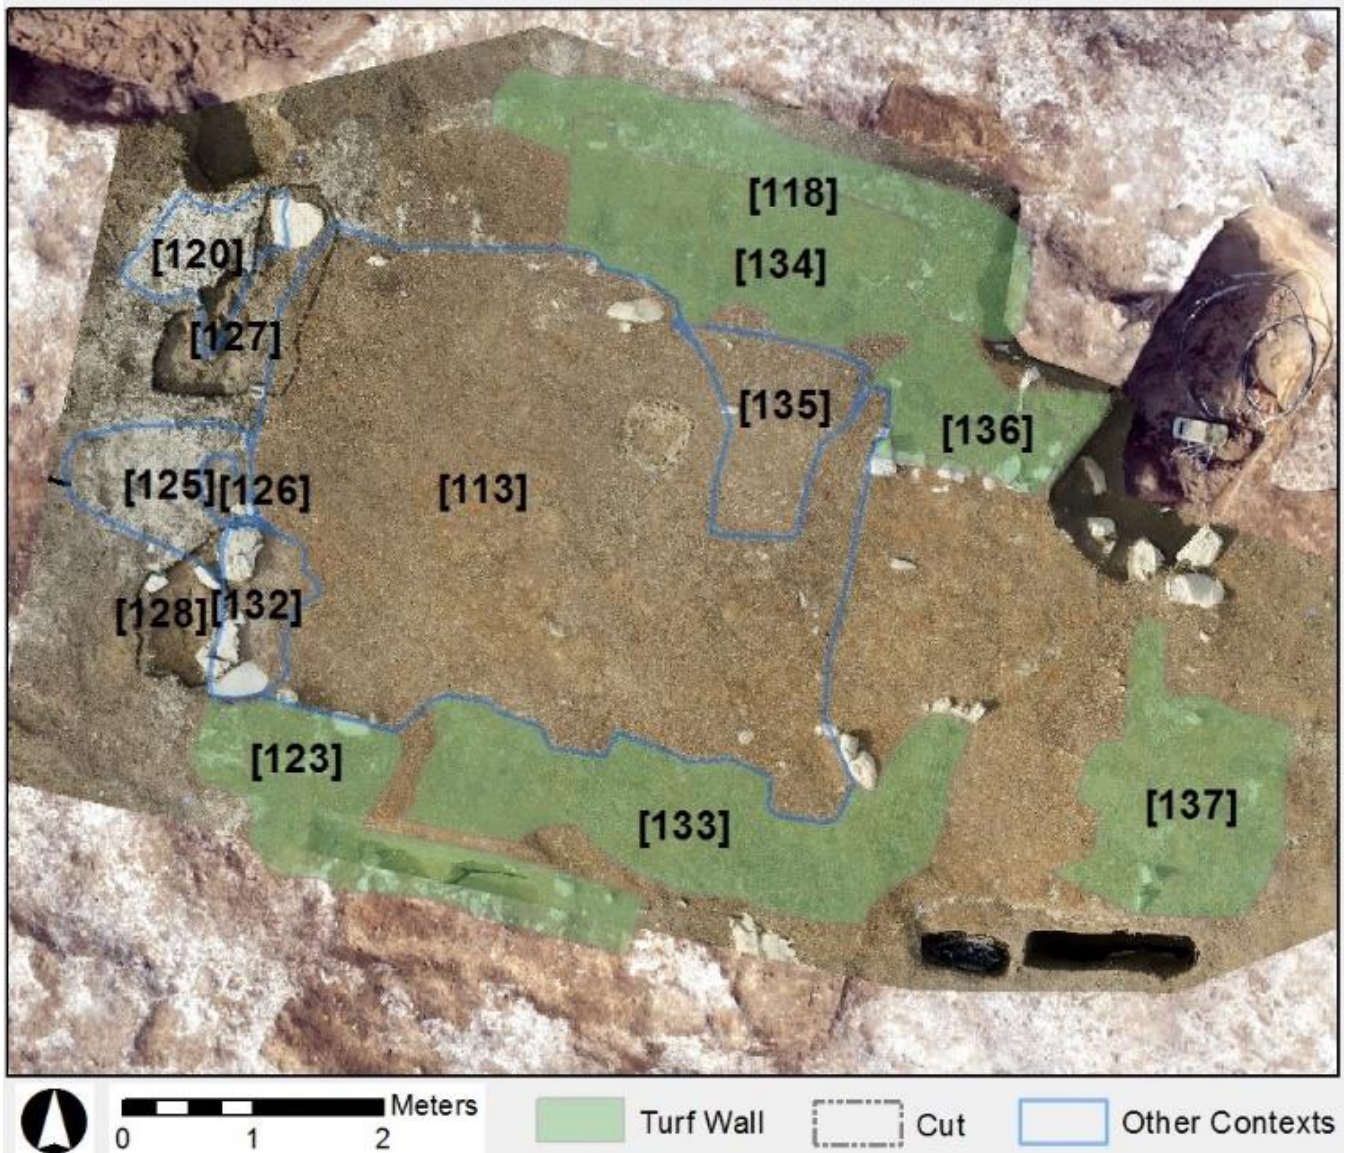 [118]
[120]
[134]
[127]
[135]
[136]
[125][126]
[113]
[128][132]
[123]
[133]
[137]
Meters
0 1 2
Turf Wall
Cut
Other Contexts